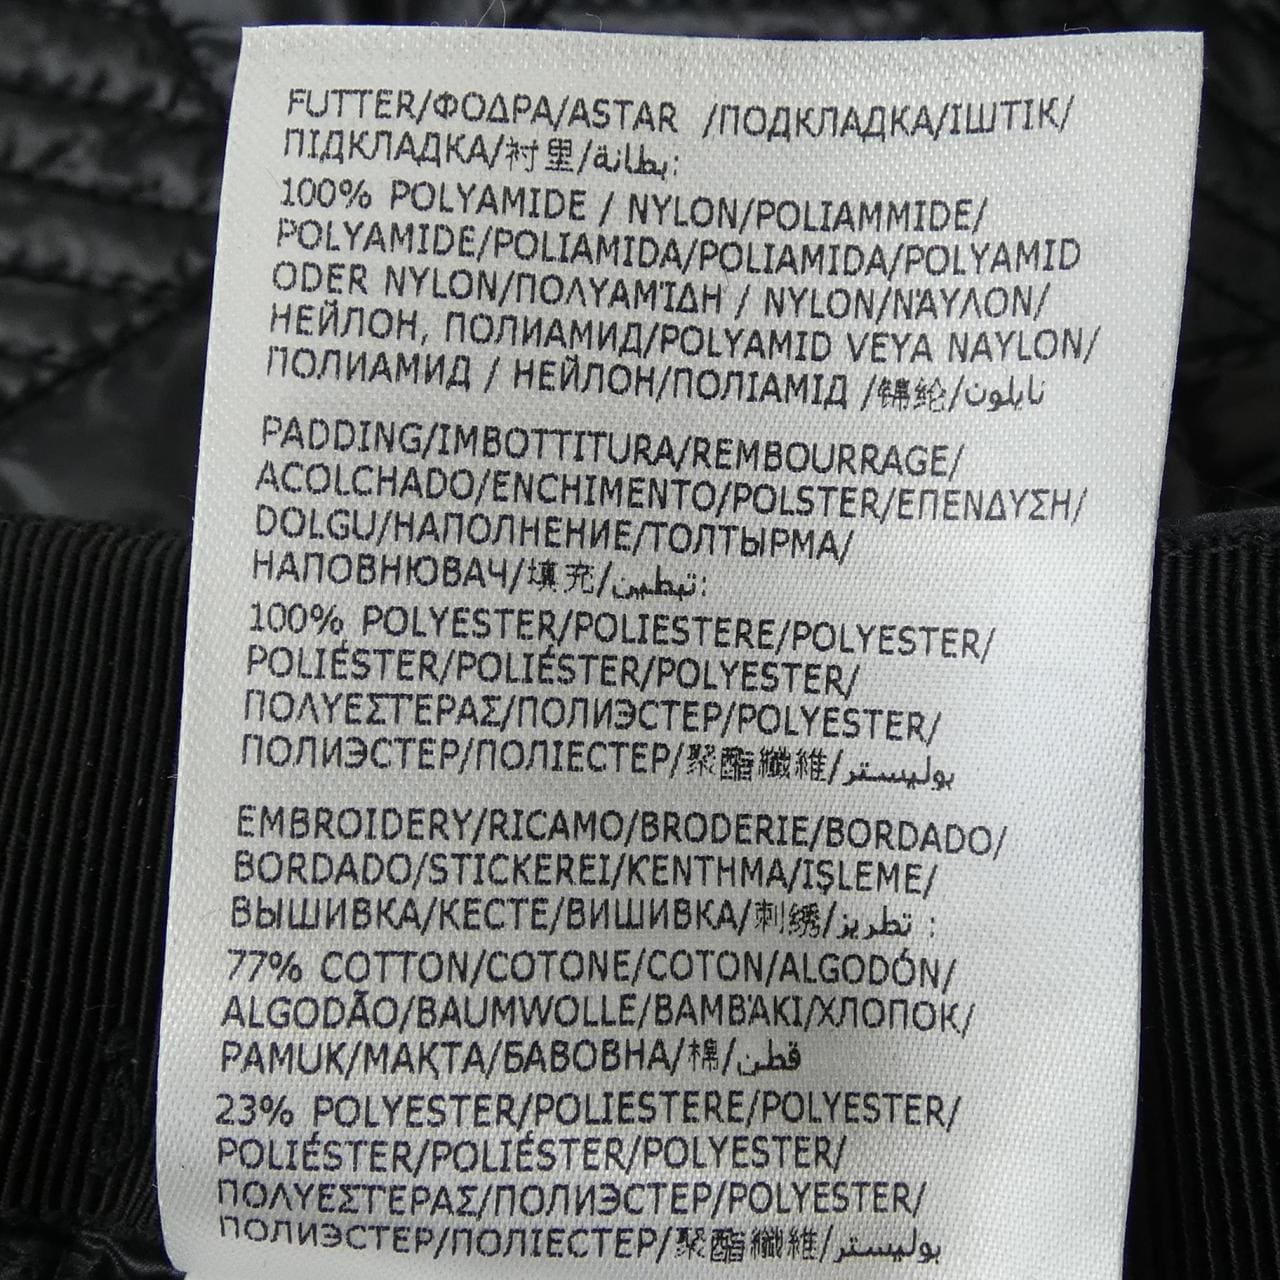 FUTTER/ΦΟΔΡΑ/ASTAR /ПОДКЛАДКА/ІШТІК/
ПІДКЛАДКА/衬里/بطانة:
100% POLYAMIDE / NYLON/POLIAMMIDE/
POLYAMIDE/POLIAMIDA/POLIAMIDA/POLYAMID
ODER NYLON/ΠΟΛΥΑΜΊΔΗ / NYLON/ΝΆΥΛΟΝ/
НЕЙЛОН, ПОЛИАМИД/POLYAMID VEYA NAYLON/
ПОЛИАМИД / НЕЙЛОН/ПОЛІАМІД /锦纶/نايلون
PADDING/IMBOTTITURA/REMBOURRAGE/
ACOLCHADO/ENCHIMENTO/POLSTER/ΕΠΕΝΔΥΣΗ/
DOLGU/НАПОЛНЕНИЕ/ТОЛТЫРМА/
НАПОВНЮВАЧ/填充/تبطين:
100% POLYESTER/POLIESTERE/POLYESTER/
POLIÉSTER/POLIÉSTER/POLYESTER/
ΠΟΛΥΕΣΤΕΡΑΣ/ПОЛИЭСТЕР/POLYESTER/
ПОЛИЭСТЕР/ПОЛІЕСТЕР/聚酯纖維/بوليستر
EMBROIDERY/RICAMO/BRODERIE/BORDADO/
BORDADO/STICKEREI/ΚΕΝΤΗΜΑ/IŞLEME/
ВЫШИВКА/КЕСТЕ/ВИШИВКА/刺绣/تطريز :
77% COTTON/COTONE/COTON/ALGODÓN/
ALGODÃO/BAUMWOLLE/ΒΑΜΒΆΚΙ/ХЛОПОК/
PAMUK/МАҚТА/БАВОВНА/棉/قطن
23% POLYESTER/POLIESTERE/POLYESTER/
POLIÉSTER/POLIÉSTER/POLYESTER/
ΠΟΛΥΕΣΤΕΡΑΣ/ПОЛИЭСТЕР/POLYESTER/
ПОЛИЭСТЕР/ПОЛІЕСТЕР/聚酯纖維/بوليستر